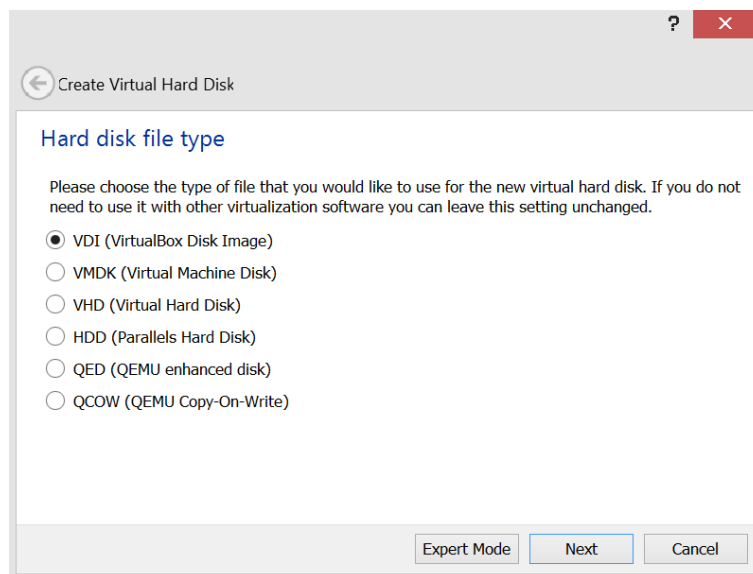 ?
Create Virtual Hard Disk
Hard disk file type
Please choose the type of file that you would like to use for the new virtual hard disk. If you do not
need to use it with other virtualization software you can leave this setting unchanged.
VDI (VirtualBox Disk Image)
VMDK (Virtual Machine Disk)
VHD (Virtual Hard Disk)
HDD (Parallels Hard Disk)
QED (QEMU enhanced disk)
QCOW (QEMU Copy-On-Write)
Expert Mode Next Cancel